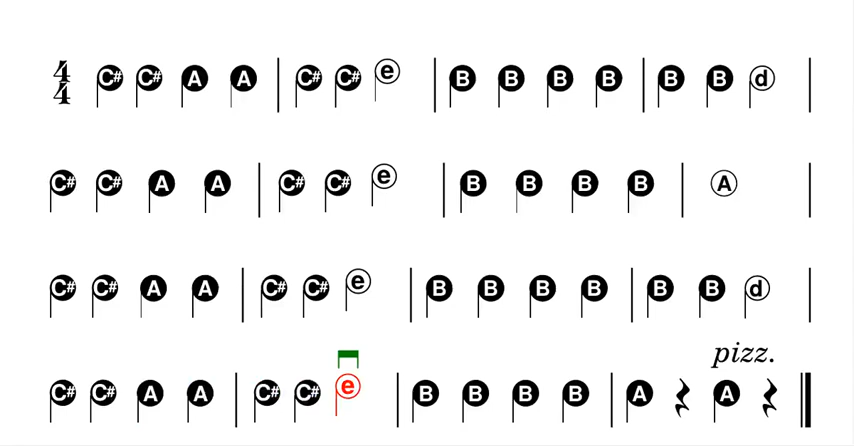 4/4 C# C# A A C# C# e B B B B B B d
C# C# A A C# C# e B B B B A
C# C# A A C# C# e B B B B B B d
pizz.
C# C# A A C# C# e B B B B A A